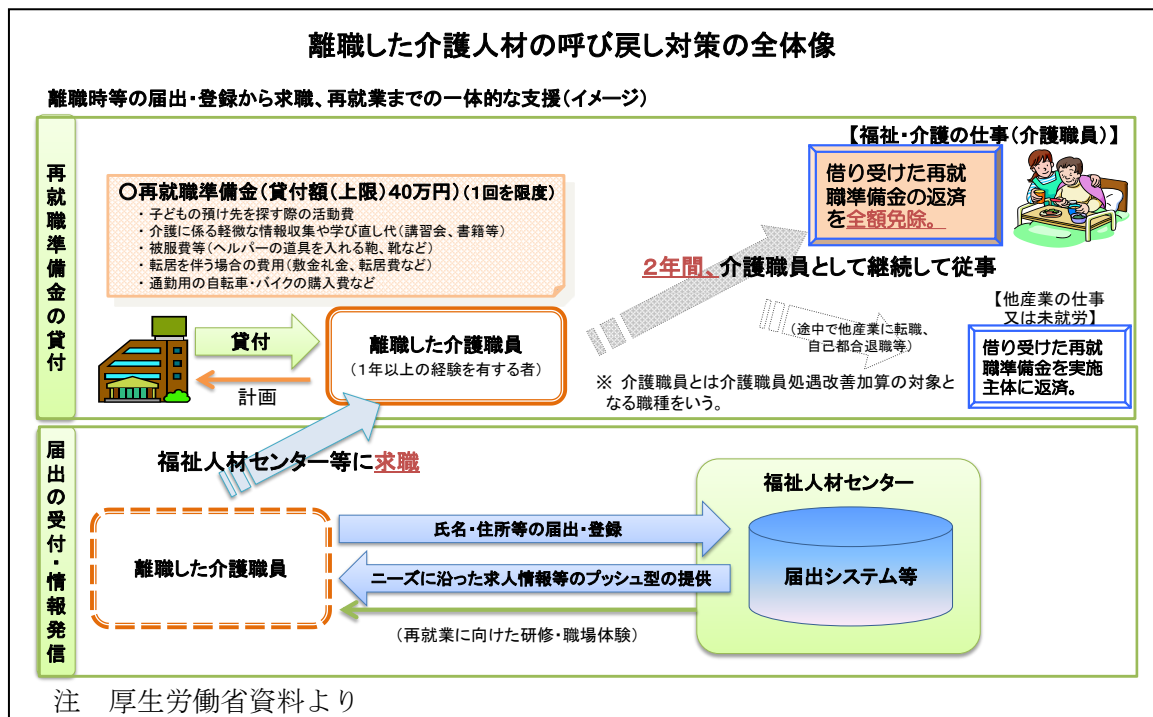 離職した介護人材の呼び戻し対策の全体像
離職時等の届出・登録から求職、再就業までの一体的な支援(イメージ)
再就職準備金の貸付
【福祉・介護の仕事(介護職員)】
借り受けた再就
職準備金の返済
を全額免除。
○再就職準備金(貸付額(上限)40万円)(1回を限度)
・子どもの預け先を探す際の活動費
・介護に係る軽微な情報収集や学び直し代(講習会、書籍等)
・被服費等(ヘルパーの道具を入れる鞄、靴など)
・転居を伴う場合の費用(敷金礼金、転居費など)
・通勤用の自転車・バイクの購入費など
2年間、介護職員として継続して従事
貸付
計画
離職した介護職員
(1年以上の経験を有する者)
(途中で他産業に転職、
自己都合退職等)
【他産業の仕事
又は未就労】
借り受けた再就
職準備金を実施
主体に返済。
※ 介護職員とは介護職員処遇改善加算の対象と
なる職種をいう。
届出の受付・情報発信
福祉人材センター等に求職
離職した介護職員
氏名・住所等の届出・登録
ニーズに沿った求人情報等のプッシュ型の提供
(再就業に向けた研修・職場体験)
福祉人材センター
届出システム等
注 厚生労働省資料より